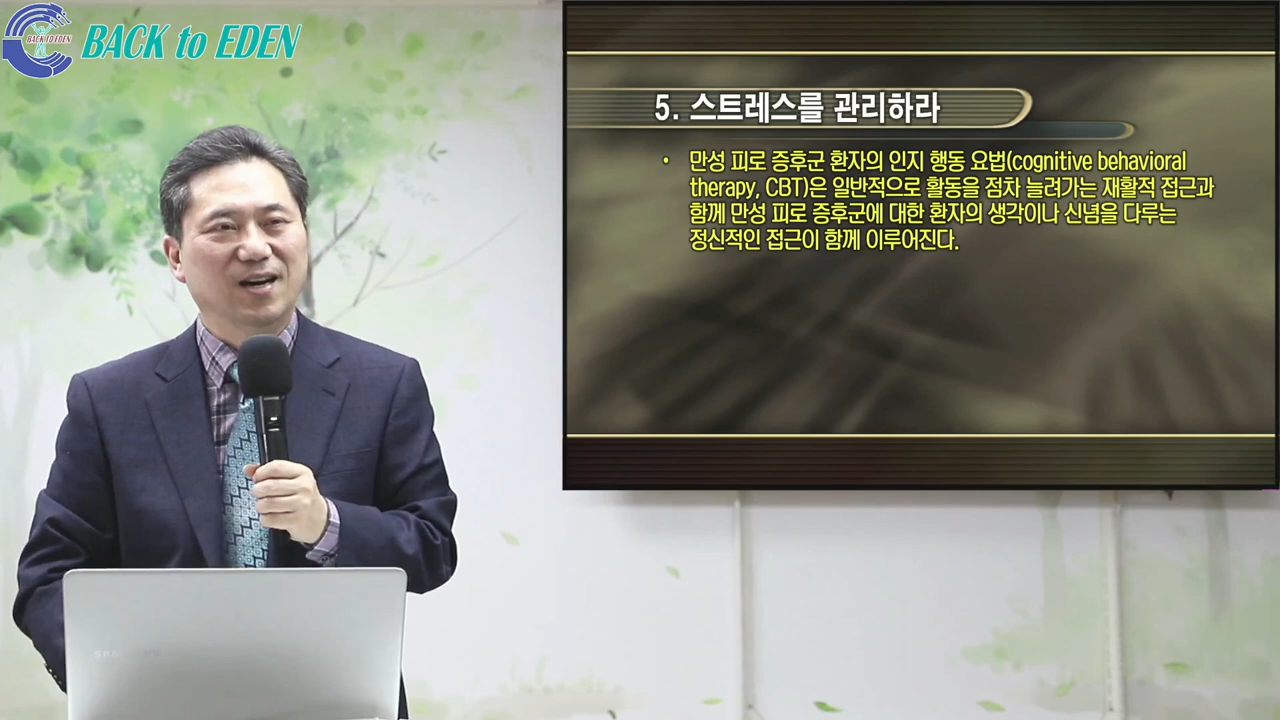 BACK TO EDEN
BACK to EDEN
5. 스트레스를 관리하라
• 만성 피로 증후군 환자의 인지 행동 요법(cognitive behavioral
therapy, CBT)은 일반적으로 활동을 점차 늘려가는 재활적 접근과
함께 만성 피로 증후군에 대한 환자의 생각이나 신념을 다루는
정신적인 접근이 함께 이루어진다.